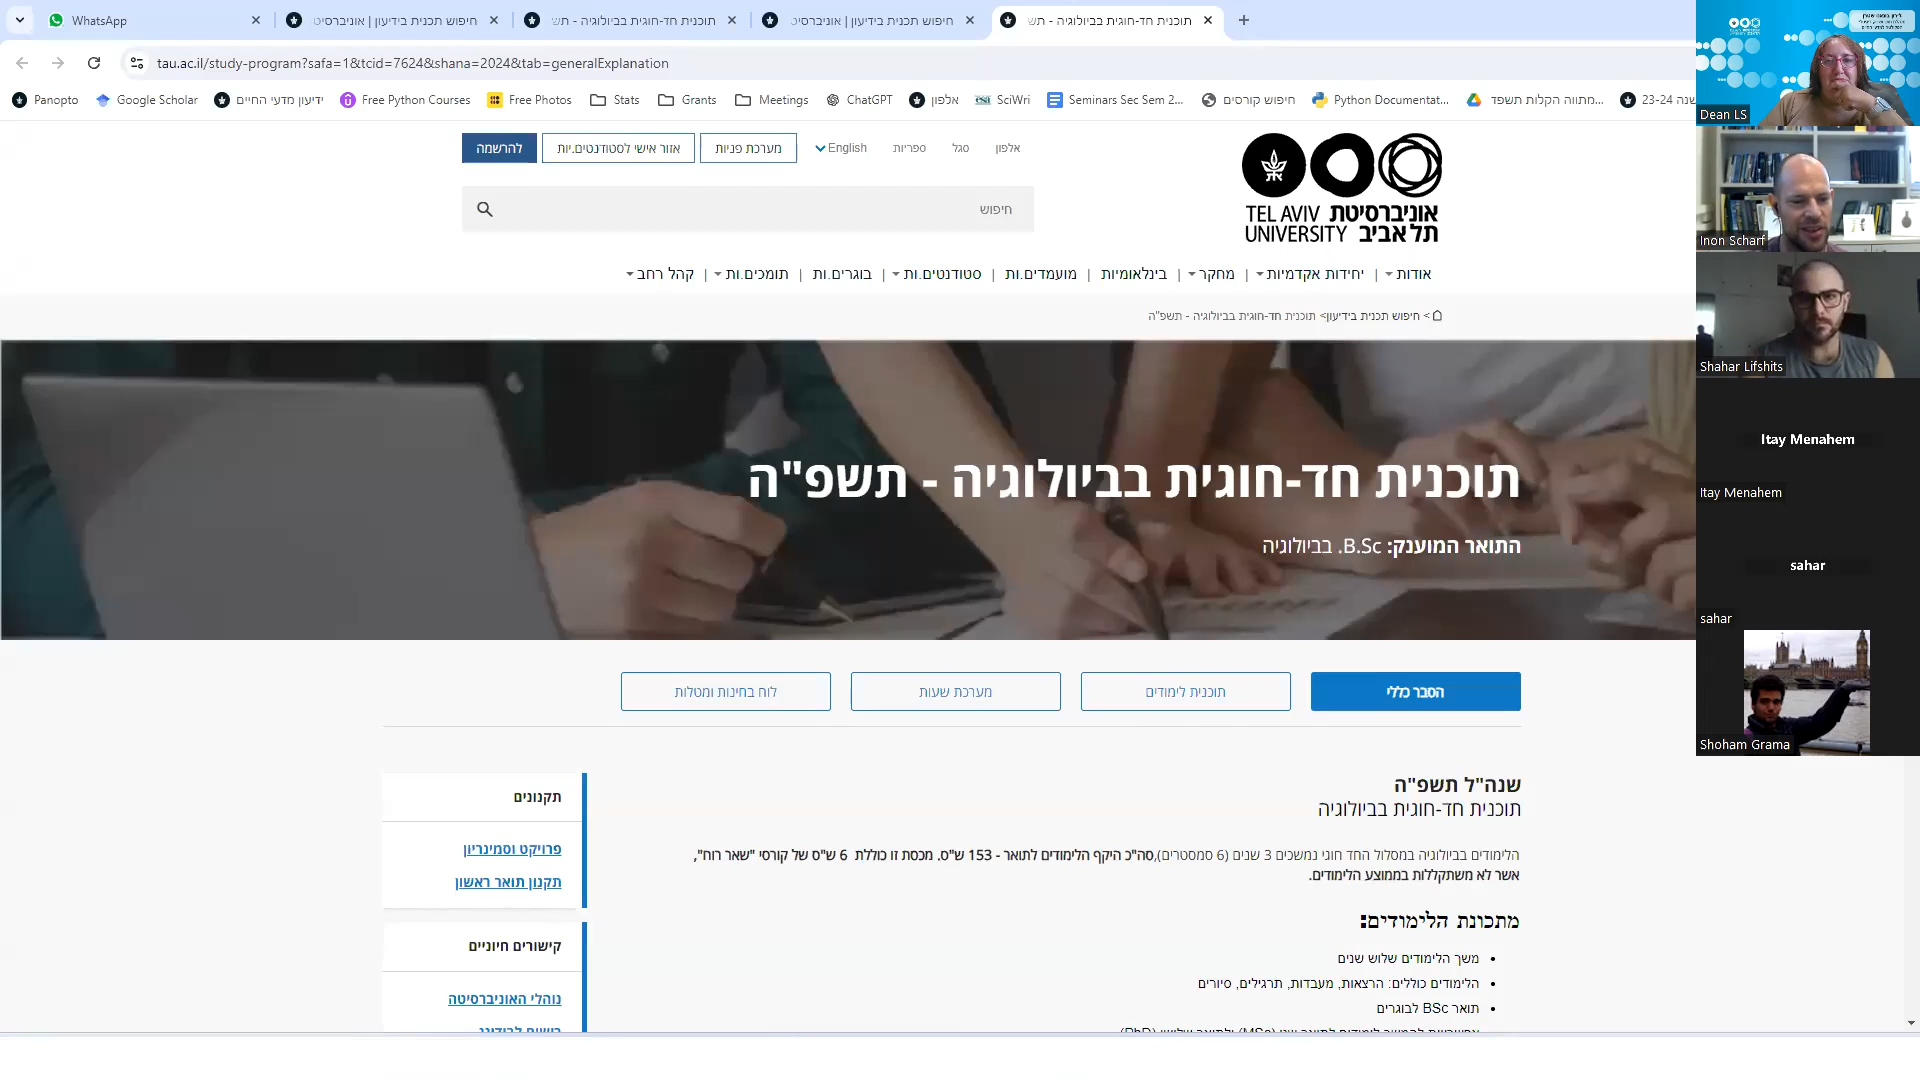 WhatsApp
חיפוש תכנית בידיעון | אוניברסיט
תוכנית חד-חוגית בביולוגיה - תש
חיפוש תכנית בידיעון | אוניברסיט
תוכנית חד-חוגית בביולוגיה - תש
tau.ac.il/study-program?safa=1&tcid=7624&shana=2024&tab=generalExplanation
Panopto
Google Scholar
ידיעון מדעי החיים
Free Python Courses
Free Photos
Stats
Grants
Meetings
ChatGPT
אלפון
SciWri
Seminars Sec Sem 2...
חיפוש קורסים
Python Documentat...
מתווה הקלות תשפד...
שנה 23-24
להרשמה
אזור אישי לסטודנטים.יות
מערכת פניות
English
ספריות
סגל
אלפון
חיפוש
אוניברסיטת TEL AVIV
תל אביב UNIVERSITY
אודות | יחידות אקדמיות | מחקר | בינלאומיות | מועמדים.ות | סטודנטים.ות | בוגרים.ות | תומכים.ות | קהל רחב
> חיפוש תכנית בידיעון> תוכנית חד-חוגית בביולוגיה - תשפ"ה
תוכנית חד-חוגית בביולוגיה - תשפ"ה
התואר המוענק: B.Sc. בביולוגיה
הסבר כללי
תוכנית לימודים
מערכת שעות
לוח בחינות ומטלות
שנה"ל תשפ"ה
תוכנית חד-חוגית בביולוגיה
הלימודים בביולוגיה במסלול החד חוגי נמשכים 3 שנים (6 סמסטרים),סה"כ היקף הלימודים לתואר - 153 ש"ס. מכסת זו כוללת 6 ש"ס של קורסי "שאר רוח",
אשר לא משתקללות בממוצע הלימודים.
מתכונת הלימודים:
• משך הלימודים שלוש שנים
• הלימודים כוללים: הרצאות, מעבדות, תרגילים, סיורים
• תואר BSc לבוגרים
תקנונים
פרויקט וסמינריון
תקנון תואר ראשון
קישורים חיוניים
נוהלי האוניברסיטה
Dean LS
Inon Scharf
Shahar Lifshits
Itay Menahem
Itay Menahem
sahar
sahar
Shoham Grama